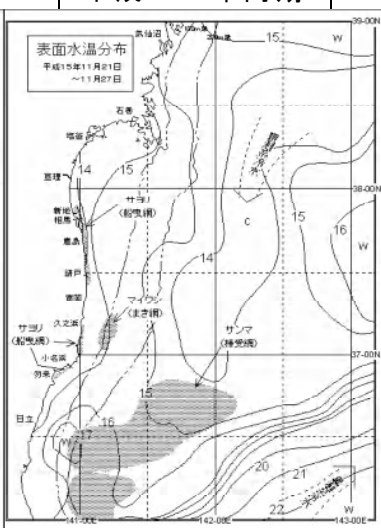 表面水温分布
平成15年11月21日
～11月27日
気仙沼
石巻
塩釜
亘理
新地
相馬
鹿島
請戸
富岡
久之浜
小名浜
勿来
日立
サヨリ
(船曳網)
マイワシ
(まき網)
サヨリ
(船曳網)
サンマ
(棒受網)
14
15
15
W
15
16
14
C
15
16
17
W
20
21
22
W
39-00N
38-00N
37-00N
141-00E
142-00E
143-00E